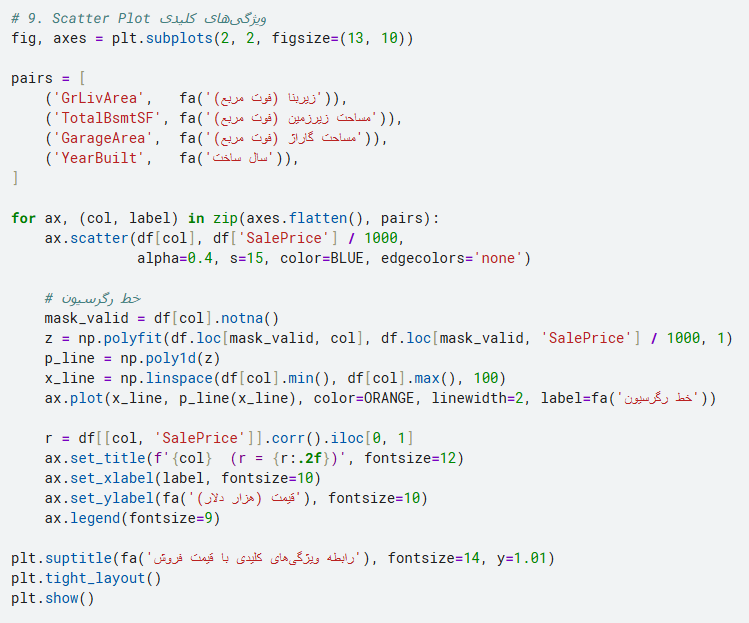 # 9. Scatter Plot ویژگی‌های کلیدی
fig, axes = plt.subplots(2, 2, figsize=(13, 10))
pairs = [
    ('GrLivArea',   fa('زیربنا (فوت مربع)')),
    ('TotalBsmtSF', fa('مساحت زیرزمین (فوت مربع)')),
    ('GarageArea',  fa('مساحت گاراژ (فوت مربع)')),
    ('YearBuilt',   fa('سال ساخت')),
]
for ax, (col, label) in zip(axes.flatten(), pairs):
    ax.scatter(df[col], df['SalePrice'] / 1000,
               alpha=0.4, s=15, color=BLUE, edgecolors='none')
    # خط رگرسیون
    mask_valid = df[col].notna()
    z = np.polyfit(df.loc[mask_valid, col], df.loc[mask_valid, 'SalePrice'] / 1000, 1)
    p_line = np.poly1d(z)
    x_line = np.linspace(df[col].min(), df[col].max(), 100)
    ax.plot(x_line, p_line(x_line), color=ORANGE, linewidth=2, label=fa('خط رگرسیون'))
    r = df[[col, 'SalePrice']].corr().iloc[0, 1]
    ax.set_title(f'{col}  (r = {r:.2f})', fontsize=12)
    ax.set_xlabel(label, fontsize=10)
    ax.set_ylabel(fa('قیمت (هزار دلار)'), fontsize=10)
    ax.legend(fontsize=9)
plt.suptitle(fa('رابطه ویژگی‌های کلیدی با قیمت فروش'), fontsize=14, y=1.01)
plt.tight_layout()
plt.show()